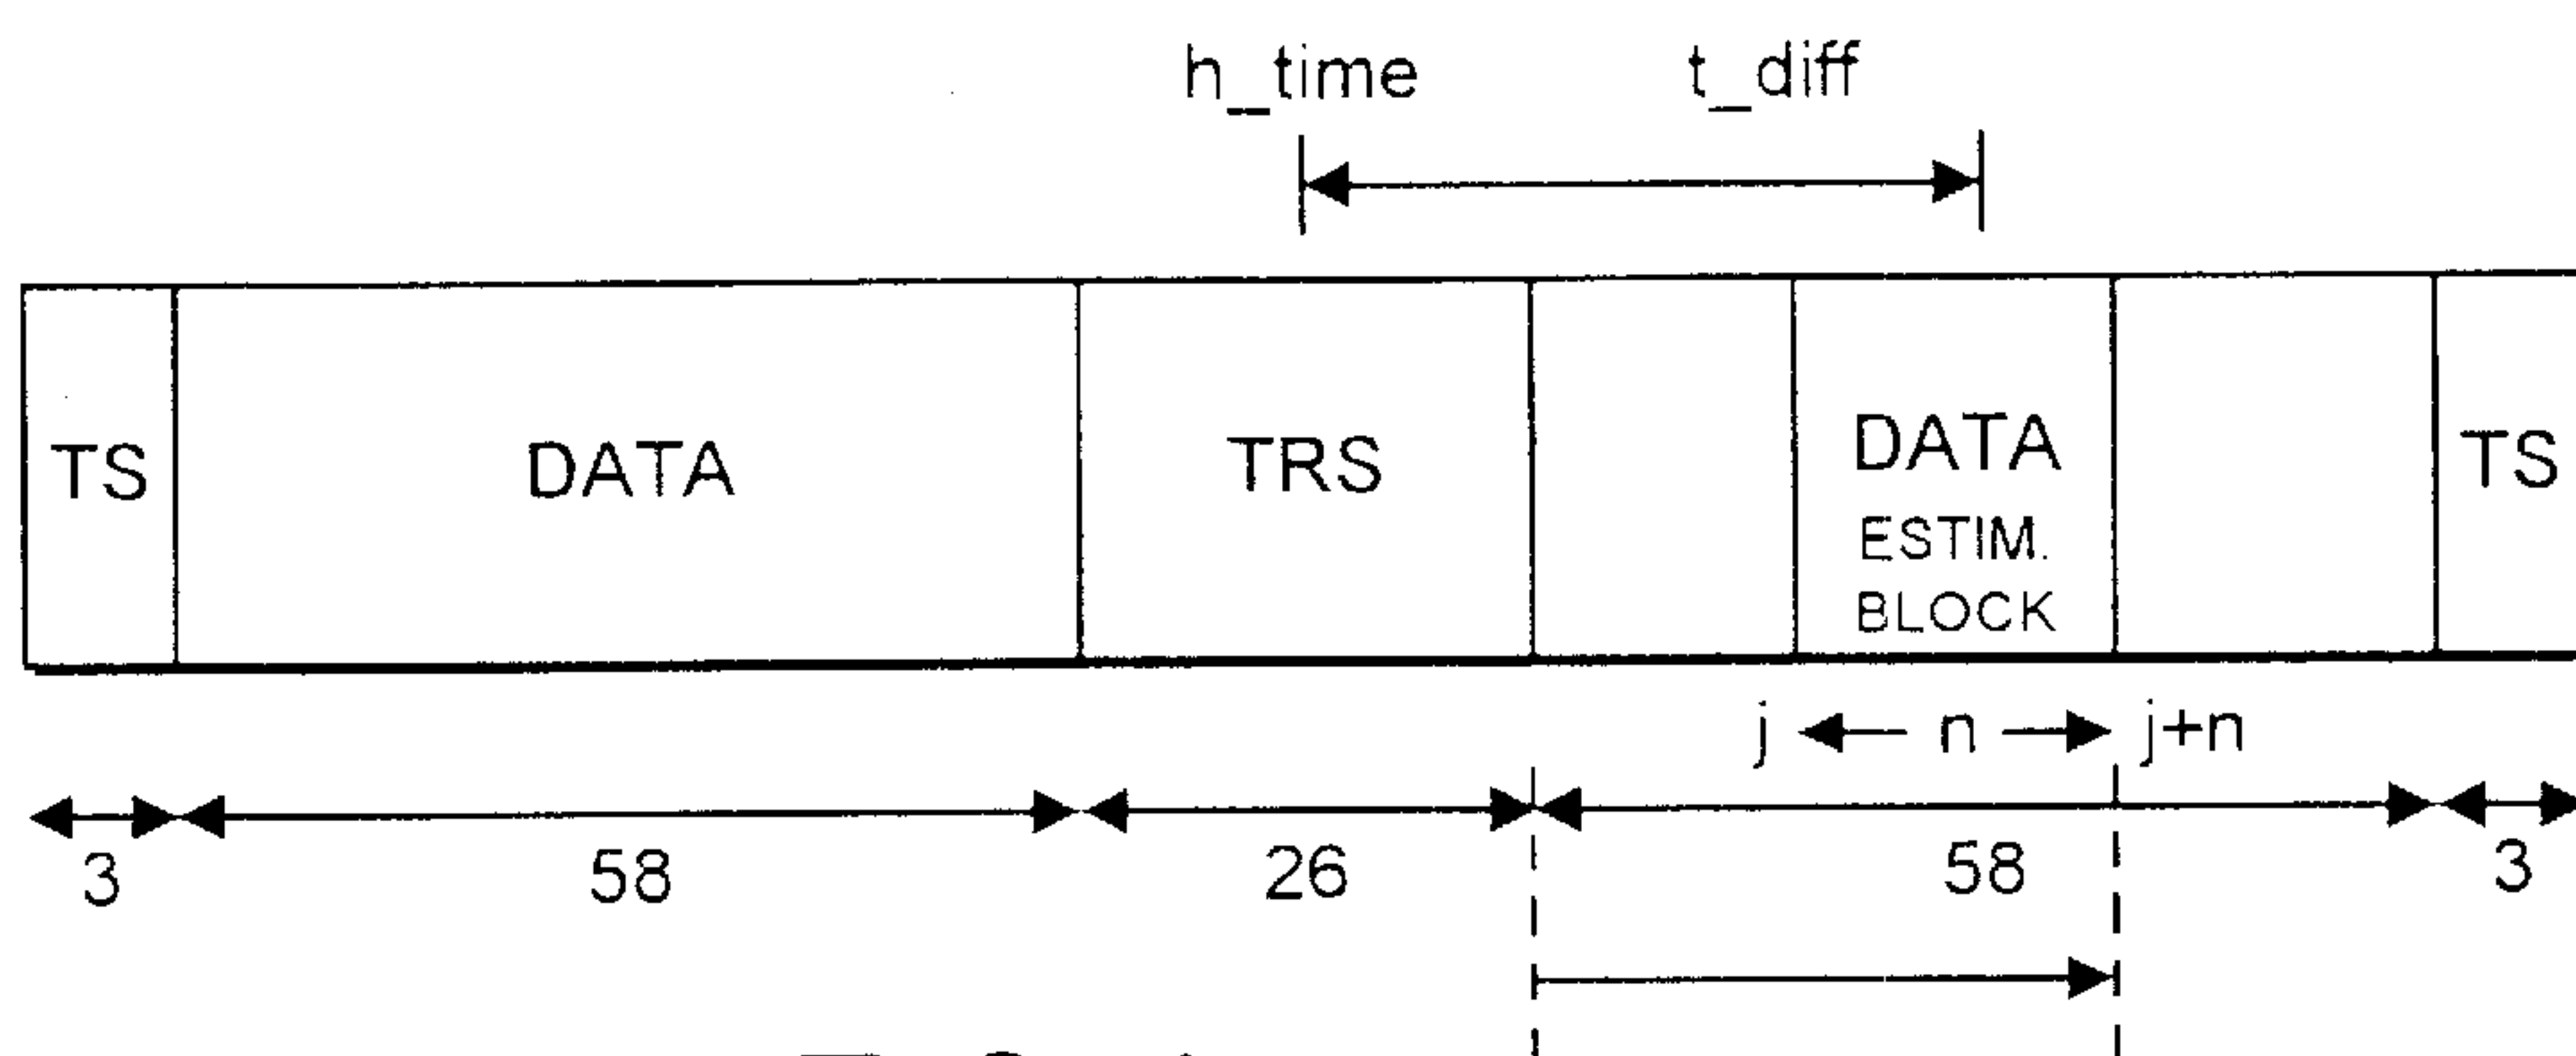 h_time t_diff
TS DATA TRS DATA TS
ESTIM.
BLOCK
j n j+n
3 58 26 58 3